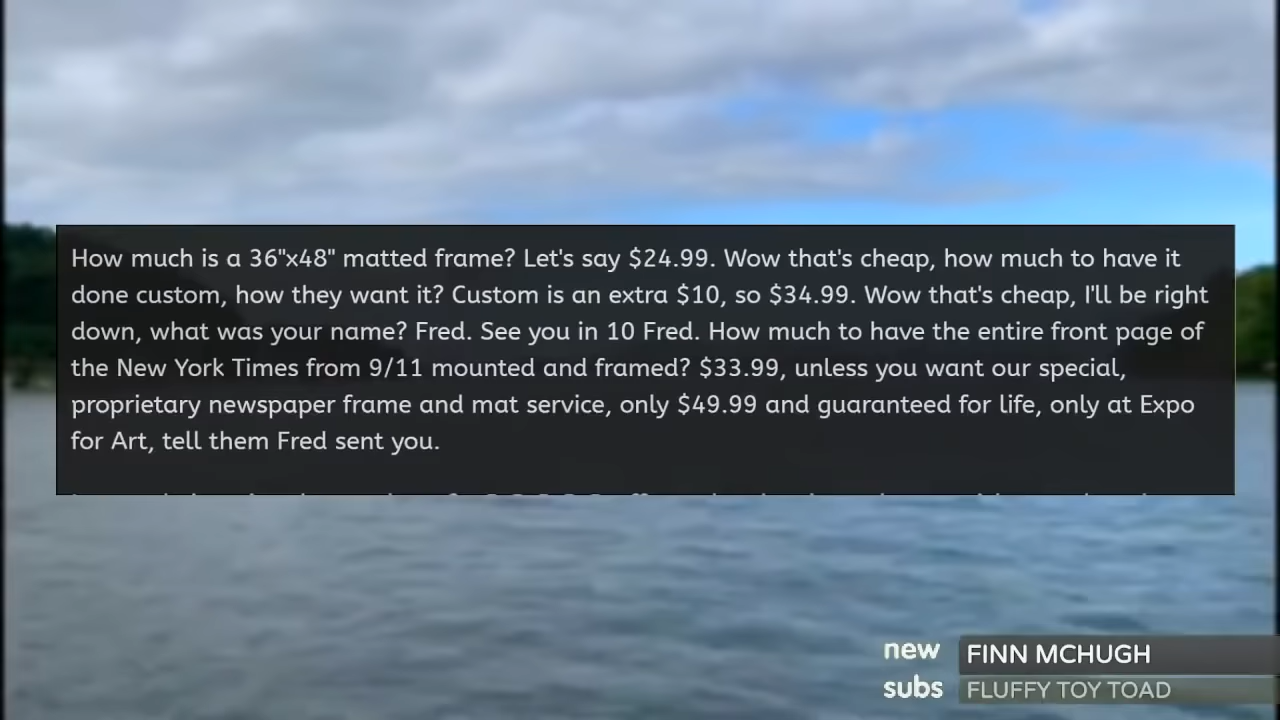 How much is a 36"x48" matted frame? Let's say $24.99. Wow that's cheap, how much to have it
done custom, how they want it? Custom is an extra $10, so $34.99. Wow that's cheap, I'll be right
down, what was your name? Fred. See you in 10 Fred. How much to have the entire front page of
the New York Times from 9/11 mounted and framed? $33.99, unless you want our special,
proprietary newspaper frame and mat service, only $49.99 and guaranteed for life, only at Expo
for Art, tell them Fred sent you.
new FINN MCHUGH
subs FLUFFY TOY TOAD